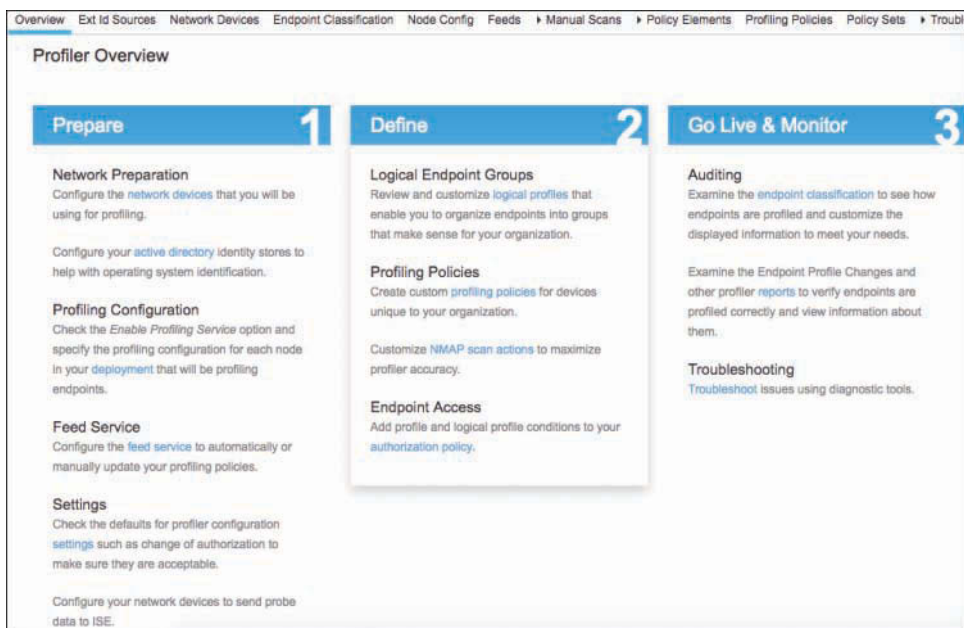 Overview Ext Id Sources Network Devices Endpoint Classification Node Config Feeds Manual Scans Policy Elements Profiling Policies Policy Sets Troubl
Profiler Overview
Prepare 1
Network Preparation
Configure the network devices that you will be
using for profiling.
Configure your active directory identity stores to
help with operating system identification.
Profiling Configuration
Check the Enable Profiling Service option and
specify the profiling configuration for each node
in your deployment that will be profiling
endpoints.
Feed Service
Configure the feed service to automatically or
manually update your profiling policies.
Settings
Check the defaults for profiler configuration
settings such as change of authorization to
make sure they are acceptable.
Configure your network devices to send probe
data to ISE.
Define 2
Logical Endpoint Groups
Review and customize logical profiles that
enable you to organize endpoints into groups
that make sense for your organization.
Profiling Policies
Create custom profiling policies for devices
unique to your organization.
Customize NMAP scan actions to maximize
profiler accuracy.
Endpoint Access
Add profile and logical profile conditions to your
authorization policy.
Go Live & Monitor 3
Auditing
Examine the endpoint classification to see how
endpoints are profiled and customize the
displayed information to meet your needs.
Examine the Endpoint Profile Changes and
other profiler reports to verify endpoints are
profiled correctly and view information about
them.
Troubleshooting
Troubleshoot issues using diagnostic tools.